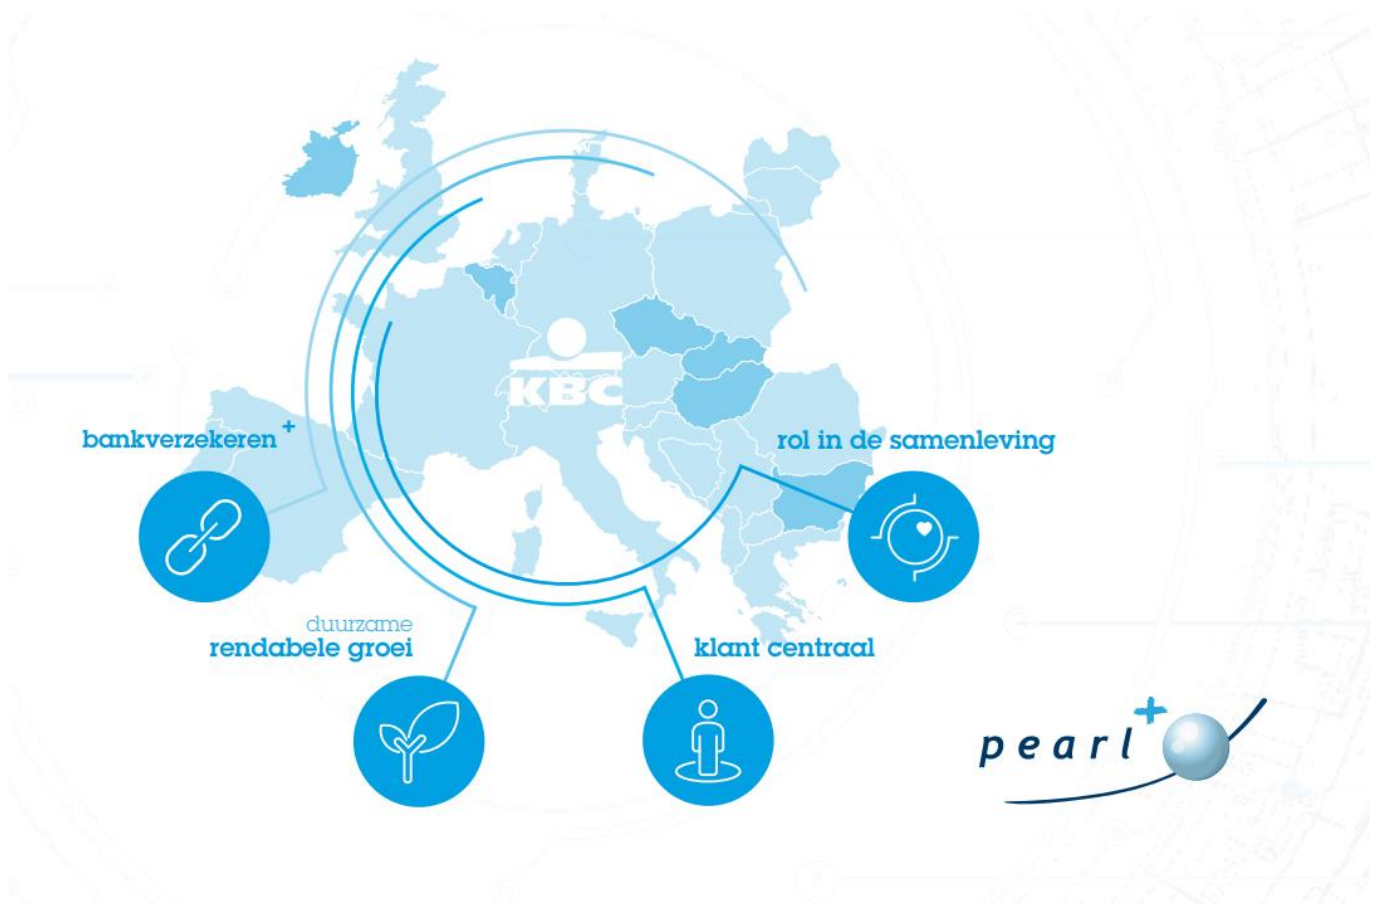 KBC
bankverzekeren+
rol in de samenleving
duurzame
rendabele groei
klant centraal
pearl+